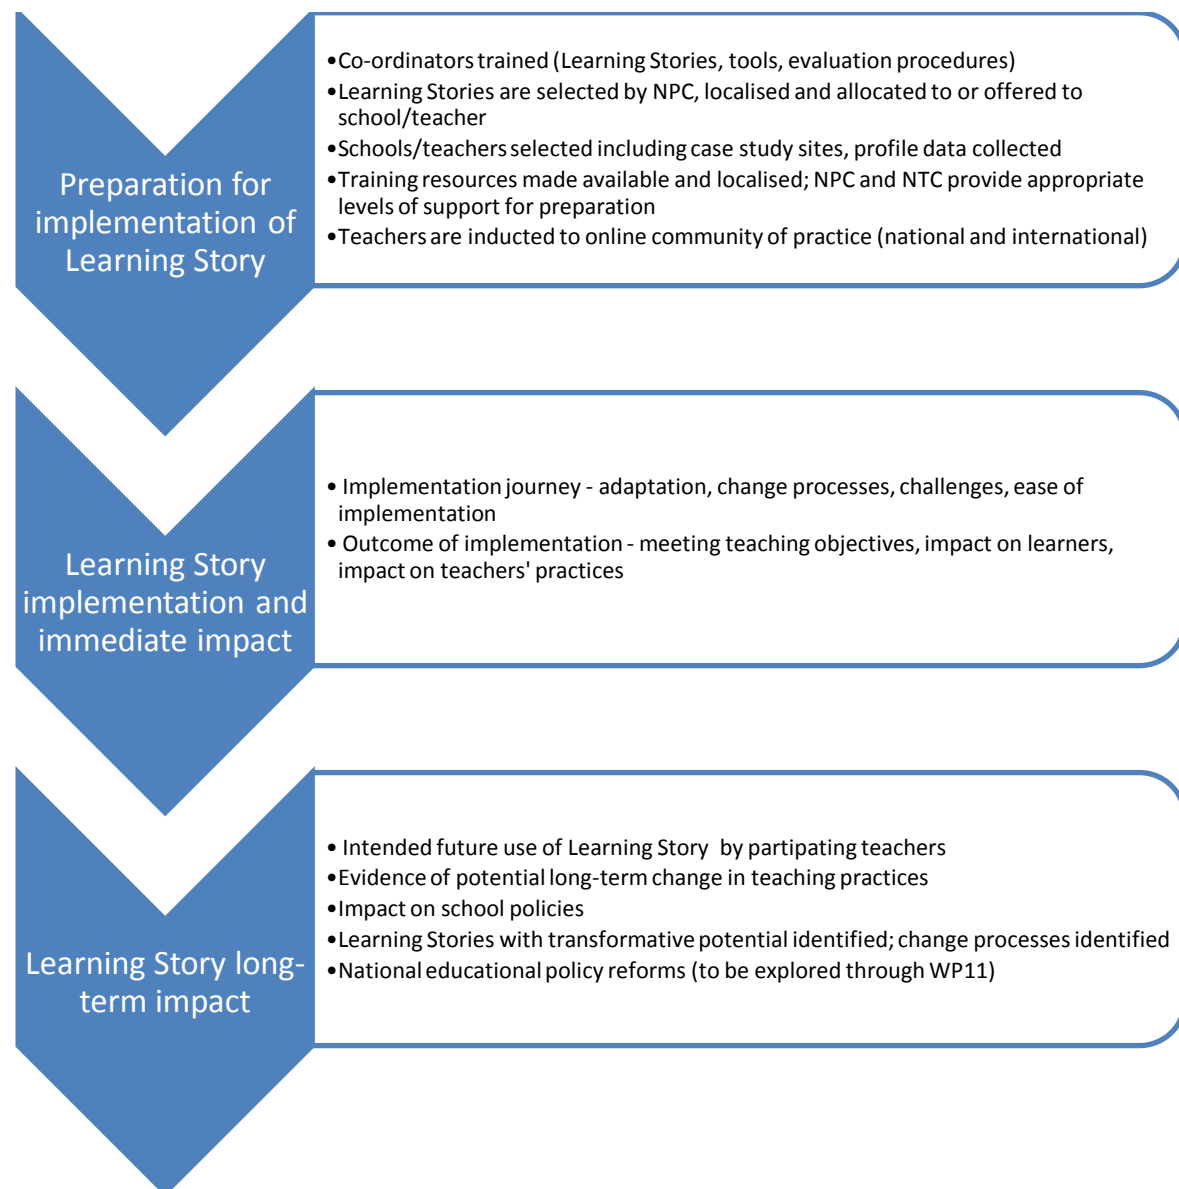 Preparation for
implementation of
Learning Story
•Co-ordinators trained (Learning Stories, tools, evaluation procedures)
•Learning Stories are selected by NPC, localised and allocated to or offered to
school/teacher
•Schools/teachers selected including case study sites, profile data collected
•Training resources made available and localised; NPC and NTC provide appropriate
levels of support for preparation
•Teachers are inducted to online community of practice (national and international)
Learning Story
implementation and
immediate impact
• Implementation journey - adaptation, change processes, challenges, ease of
implementation
• Outcome of implementation - meeting teaching objectives, impact on learners,
impact on teachers' practices
Learning Story long-
term impact
• Intended future use of Learning Story by partipating teachers
•Evidence of potential long-term change in teaching practices
•Impact on school policies
•Learning Stories with transformative potential identified; change processes identified
•National educational policy reforms (to be explored through WP11)